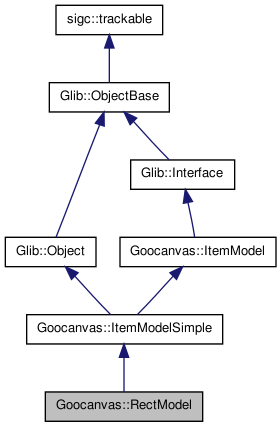 sigc::trackable
Glib::ObjectBase
Glib::Interface
Glib::Object
Goocanvas::ItemModel
Goocanvas::ItemModelSimple
Goocanvas::RectModel